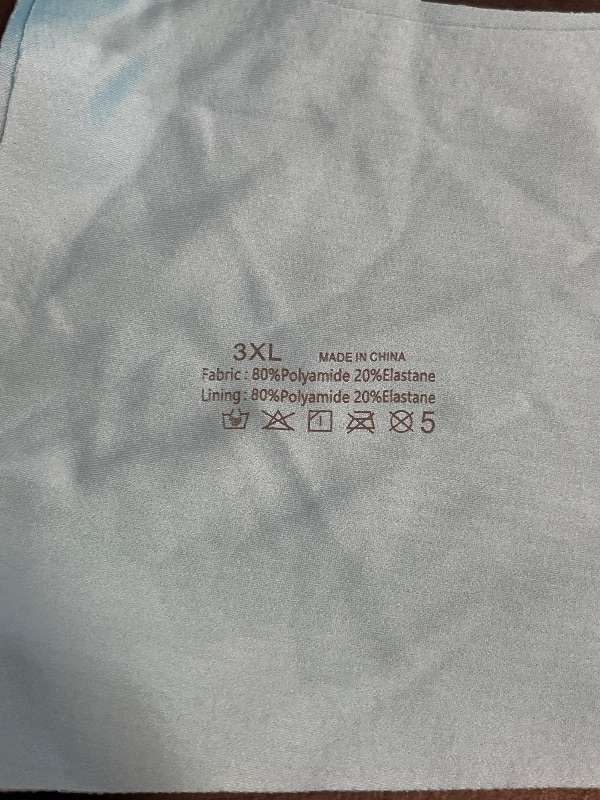 3XL MADE IN CHINA
Fabric : 80%Polyamide 20%Elastane
Lining : 80%Polyamide 20%Elastane
5